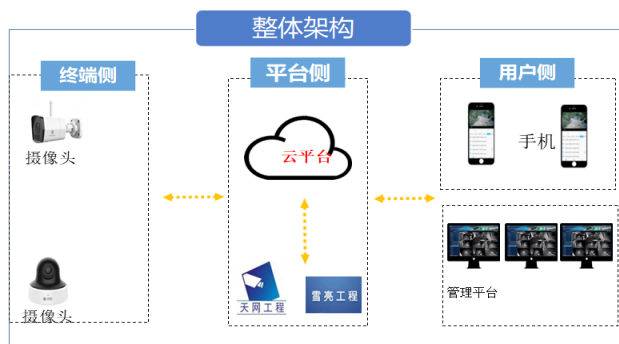 整体架构
终端侧
平台侧
用户侧
摄像头
云平台
手机
天网工程
雪亮工程
管理平台
摄像头